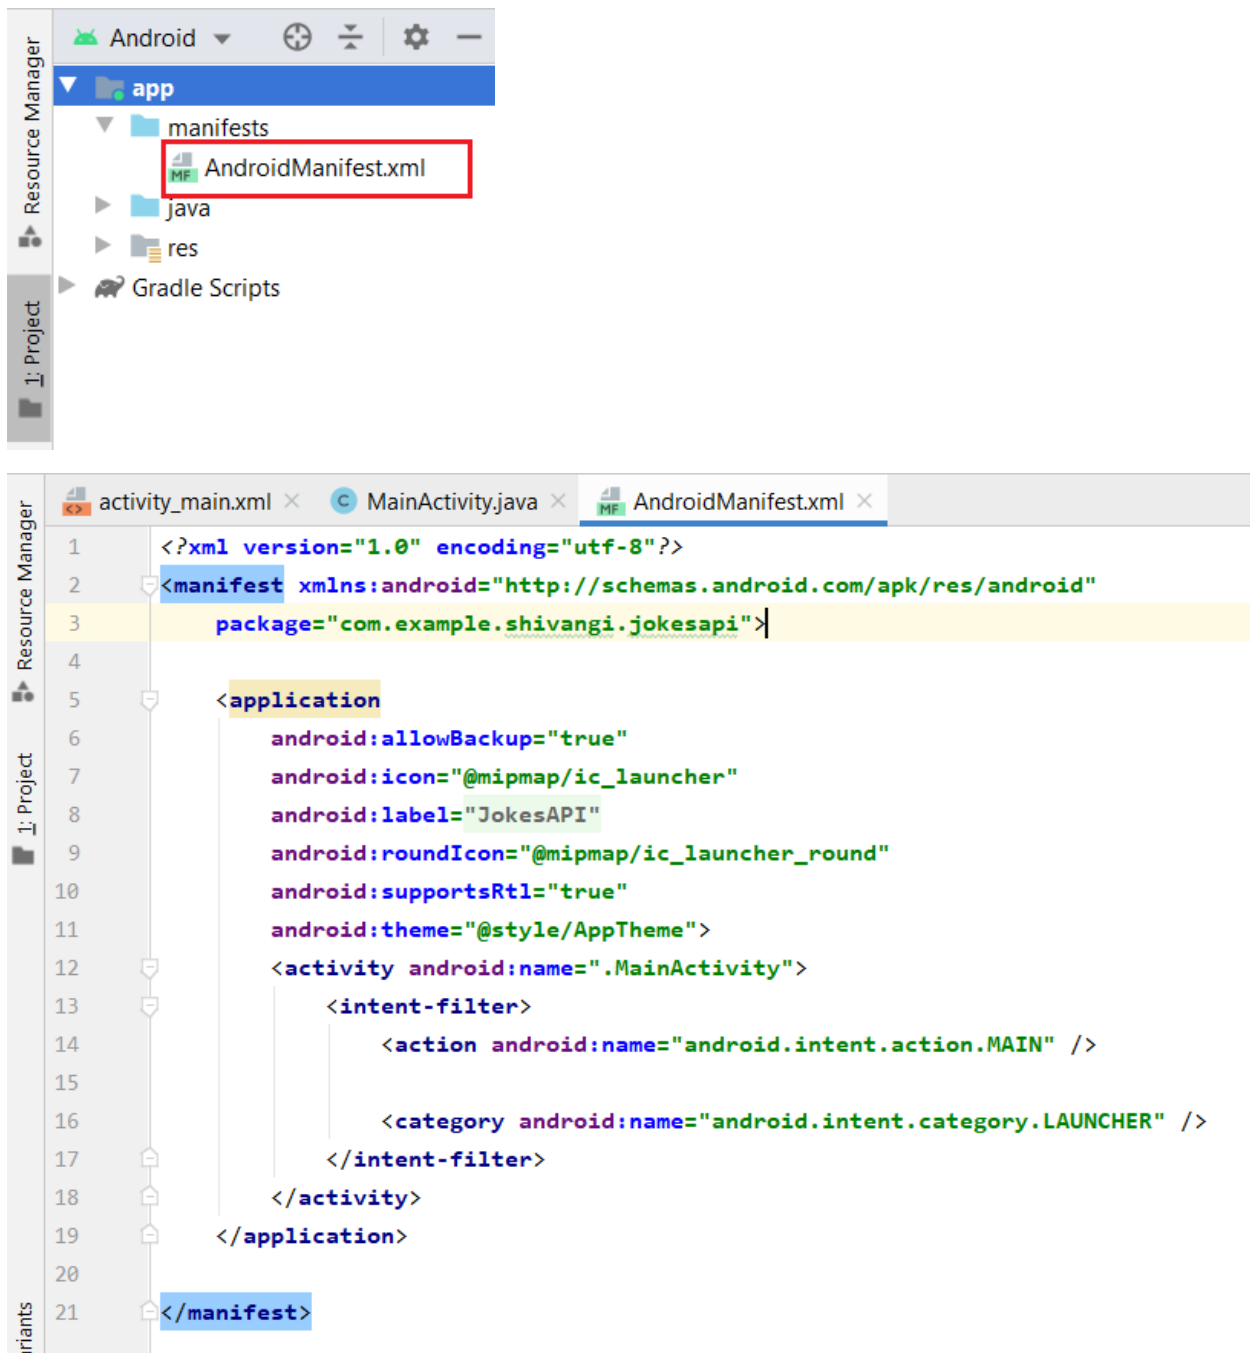 Resource Manager
1: Project
Android
app
manifests
MF AndroidManifest.xml
java
res
Gradle Scripts
Resource Manager
1: Project
activity_main.xml
C MainActivity.java
MF AndroidManifest.xml
1 <?xml version="1.0" encoding="utf-8"?>
2 <manifest xmlns:android="http://schemas.android.com/apk/res/android"
3 package="com.example.shivangi.jokesapi">
4
5 <application
6 android:allowBackup="true"
7 android:icon="@mipmap/ic_launcher"
8 android:label="JokesAPI"
9 android:roundIcon="@mipmap/ic_launcher_round"
10 android:supportsRtl="true"
11 android:theme="@style/AppTheme">
12 <activity android:name=".MainActivity">
13 <intent-filter>
14 <action android:name="android.intent.action.MAIN" />
15
16 <category android:name="android.intent.category.LAUNCHER" />
17 </intent-filter>
18 </activity>
19 </application>
20
21 </manifest>